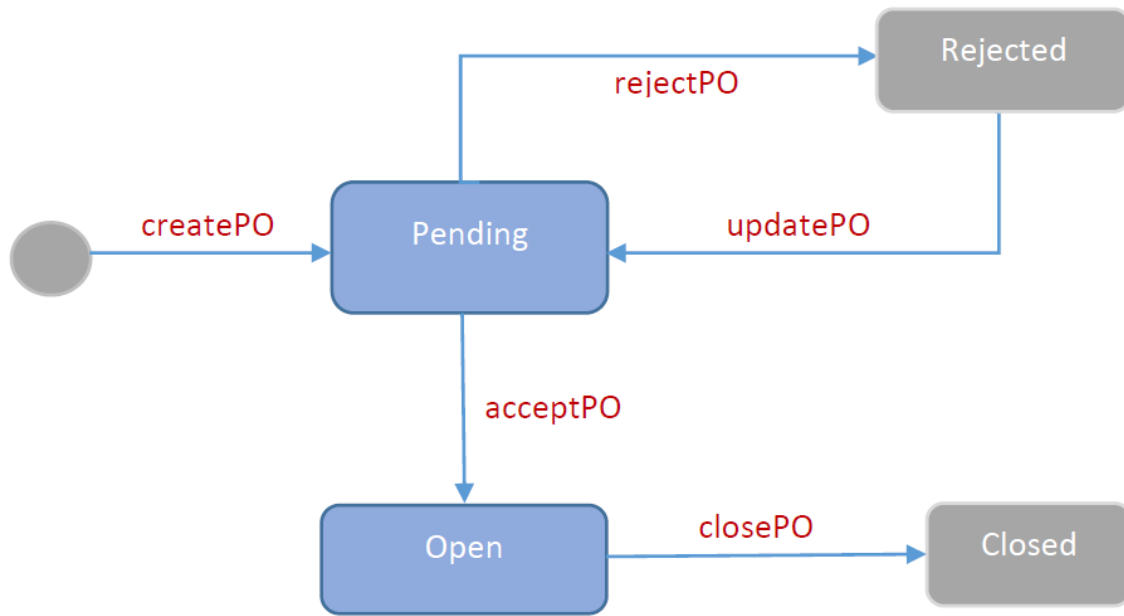 Rejected
rejectPO
createPO
Pending
updatePO
acceptPO
Open
closePO
Closed